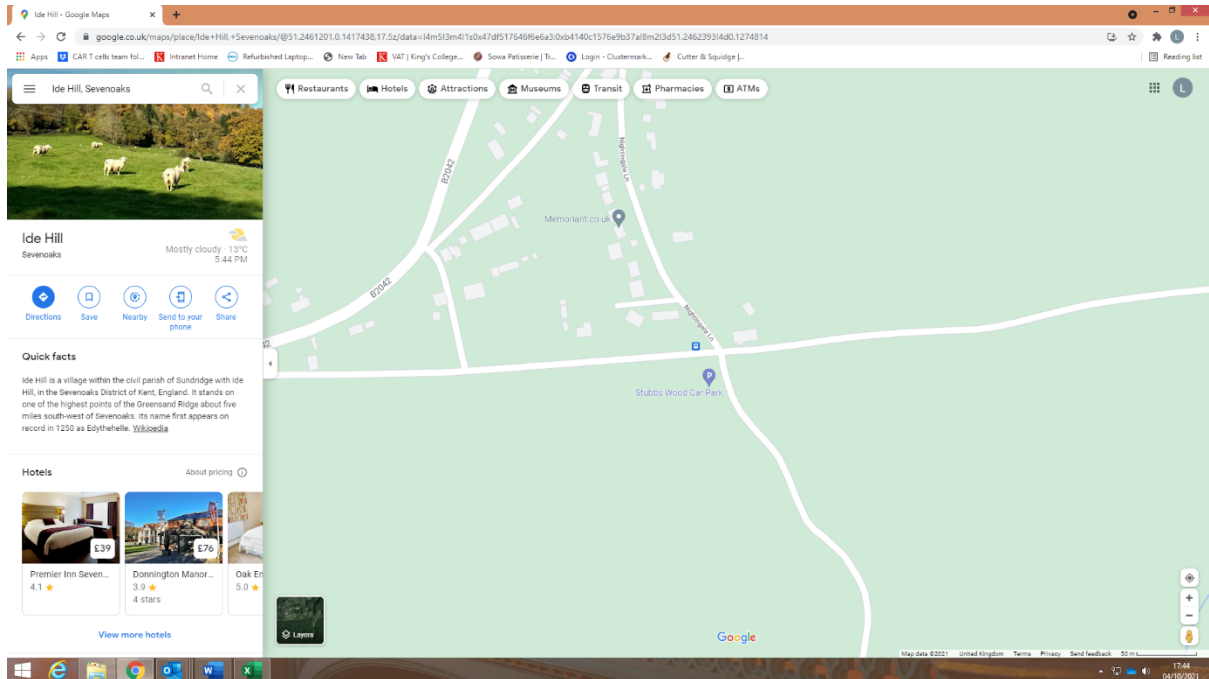 Ide Hill - Google Maps
google.co.uk/maps/place/Ide+Hill,+Sevenoaks/@51.2461201,0.1417438,17.5z/data=!4m5!3m4!1s0x47df517646f6e6a3:0xb4140c1576e9b37a!8m2!3d51.2462393!4d0.1274814
Apps CAR T cells team fol... Intranet Home Refurbished Laptop... New Tab VAT | King's College... Sowa Patisserie | Tr... Login - Clustermark... Cutter & Squidge |... Reading list
Ide Hill, Sevenoaks
Restaurants Hotels Attractions Museums Transit Pharmacies ATMs
L
Ide Hill
Sevenoaks
Mostly cloudy · 13°C
5:44 PM
Directions Save Nearby Send to your phone Share
Quick facts
Ide Hill is a village within the civil parish of Sundridge with Ide
Hill, in the Sevenoaks District of Kent, England. It stands on
one of the highest points of the Greensand Ridge about five
miles south-west of Sevenoaks. Its name first appears on
record in 1250 as Edythehelle. Wikipedia
Hotels About pricing
£39 £76
Premier Inn Seven... Donnington Manor... Oak En
4.1 3.9 5.0
4 stars
View more hotels
B2042
Nightingale Ln
Memoriant.co.uk
B2042
Nightingale Ln
Stubbs Wood Car Park
P
Layers
Google
Map data ©2021 United Kingdom Terms Privacy Send feedback 50 m
17:44
04/10/2021